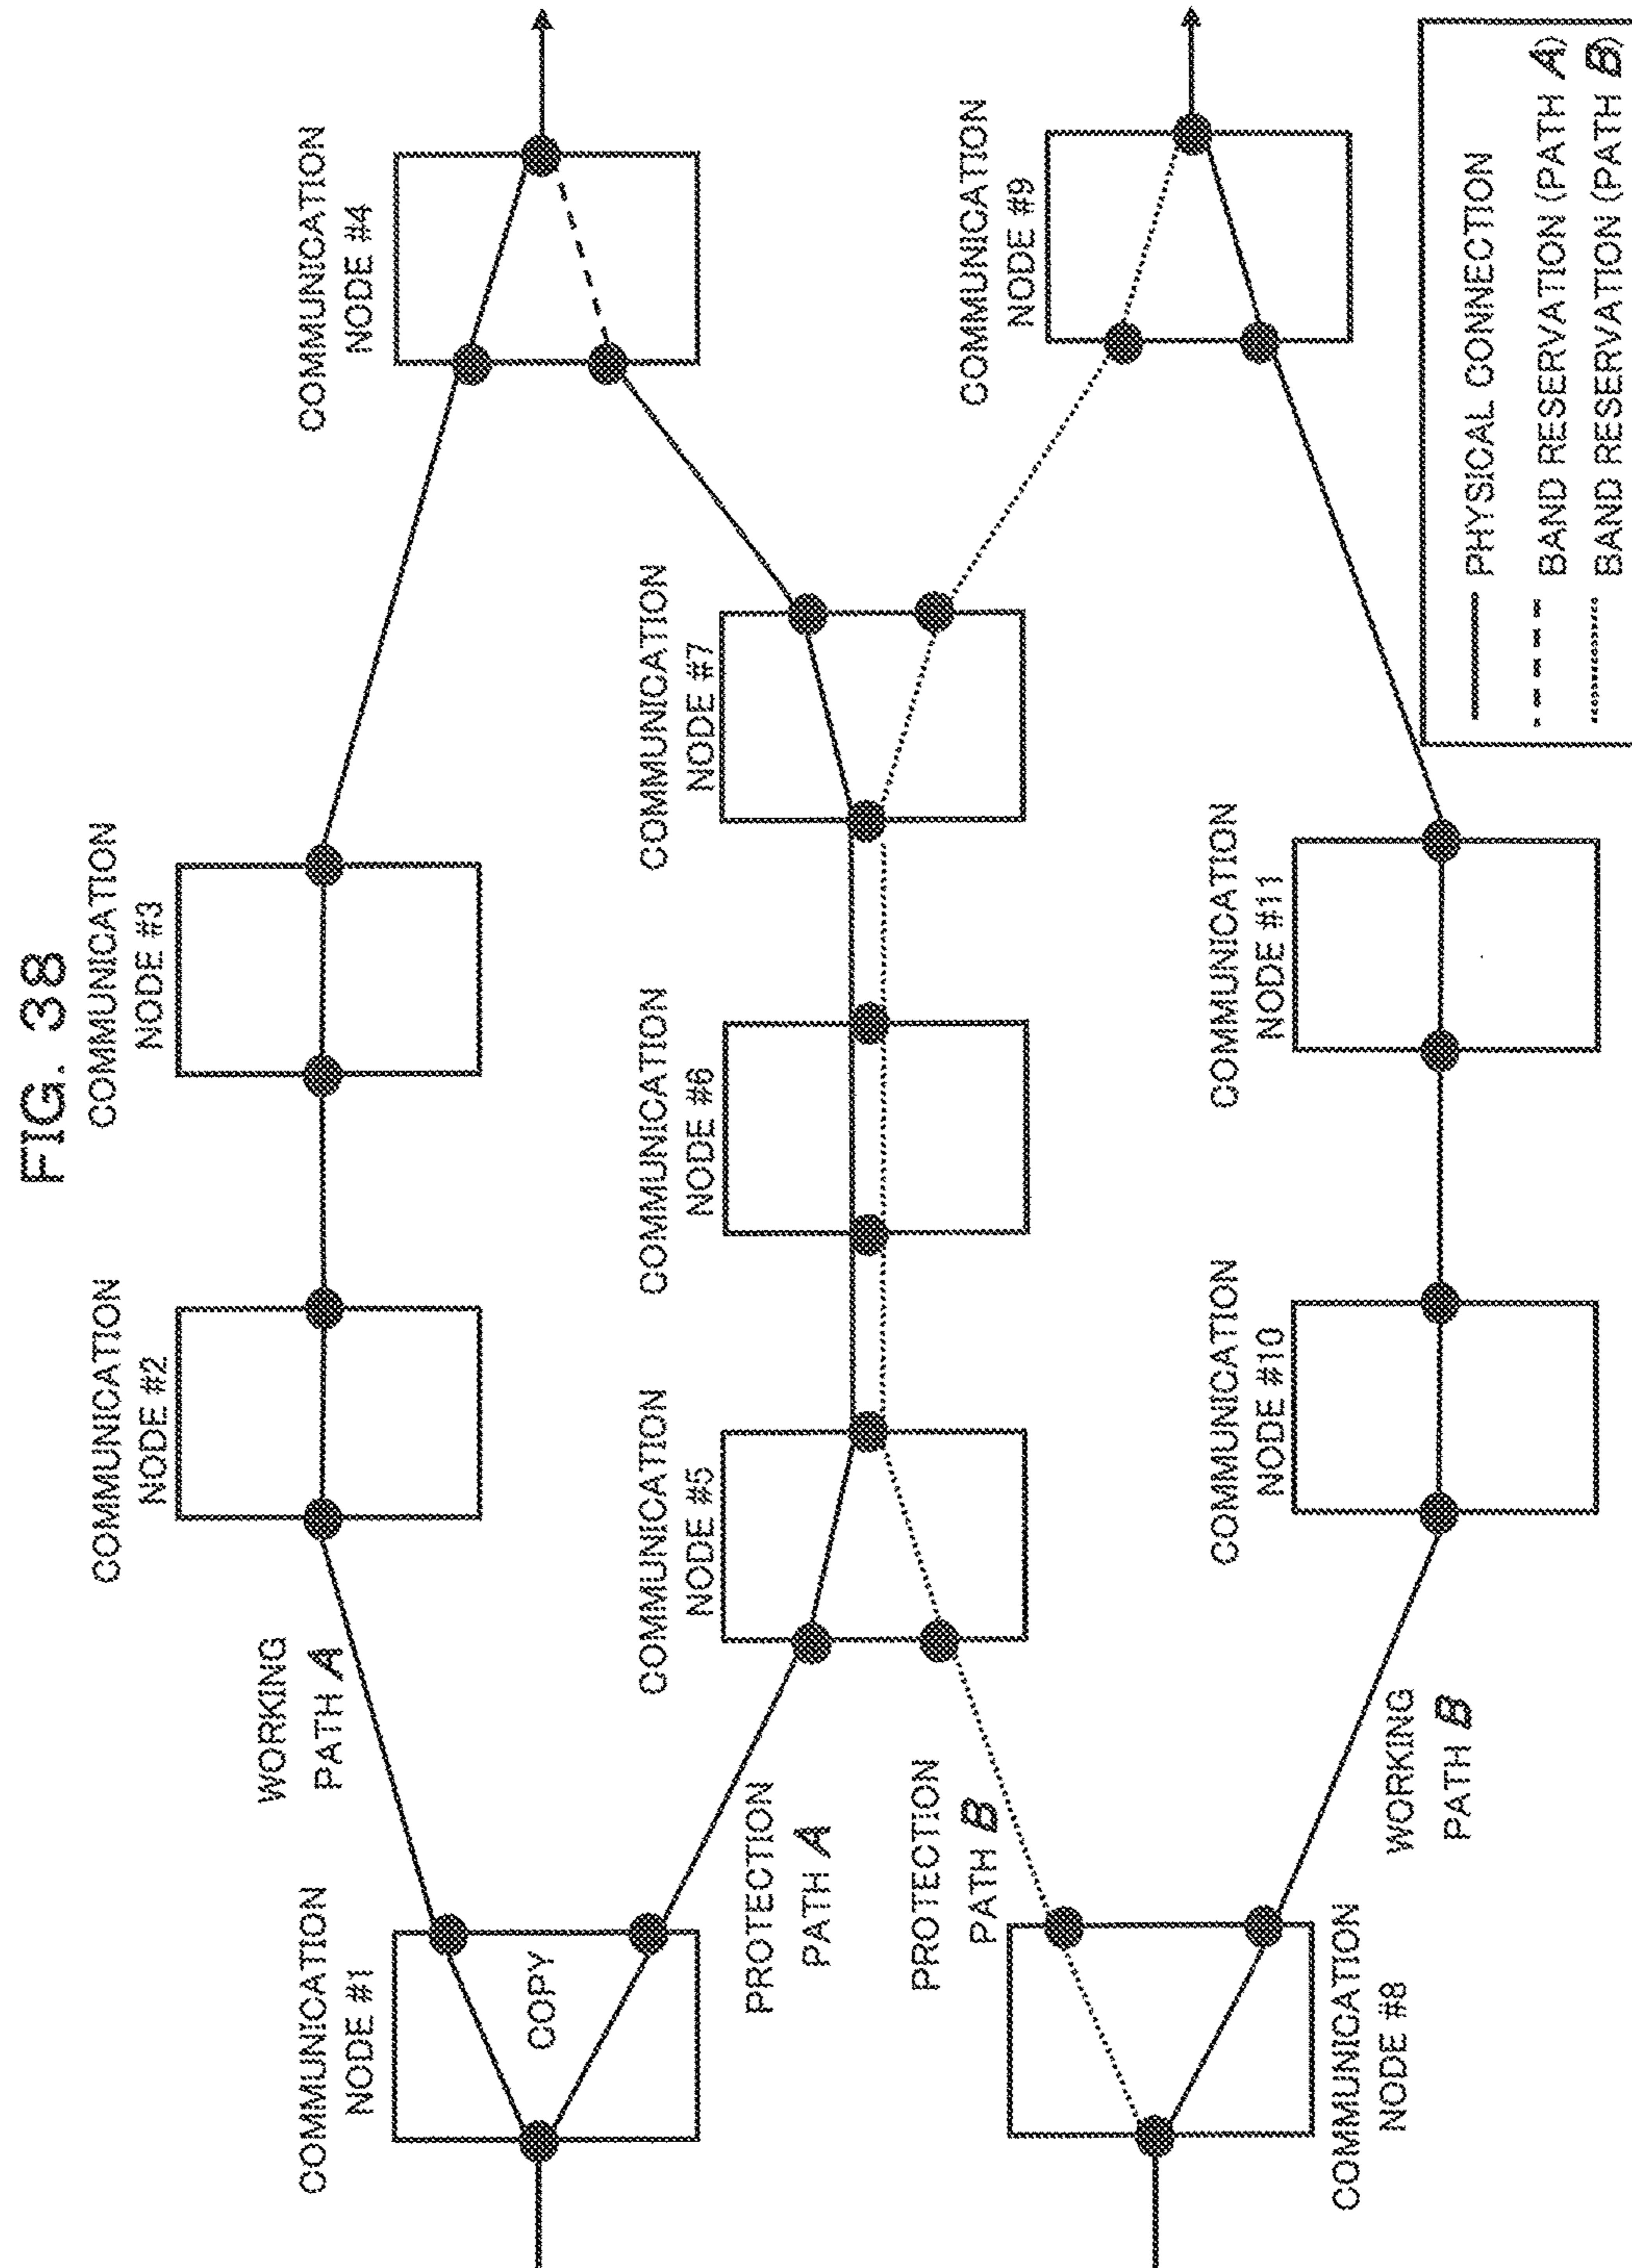 FIG. 38
COMMUNICATION
NODE #1
COPY
WORKING
PATH A
PROTECTION
PATH A
COMMUNICATION
NODE #2
COMMUNICATION
NODE #3
COMMUNICATION
NODE #4
COMMUNICATION
NODE #5
COMMUNICATION
NODE #6
COMMUNICATION
NODE #7
PROTECTION
PATH B
COMMUNICATION
NODE #8
WORKING
PATH B
COMMUNICATION
NODE #9
COMMUNICATION
NODE #10
COMMUNICATION
NODE #11
PHYSICAL CONNECTION
BAND RESERVATION (PATH A)
BAND RESERVATION (PATH B)